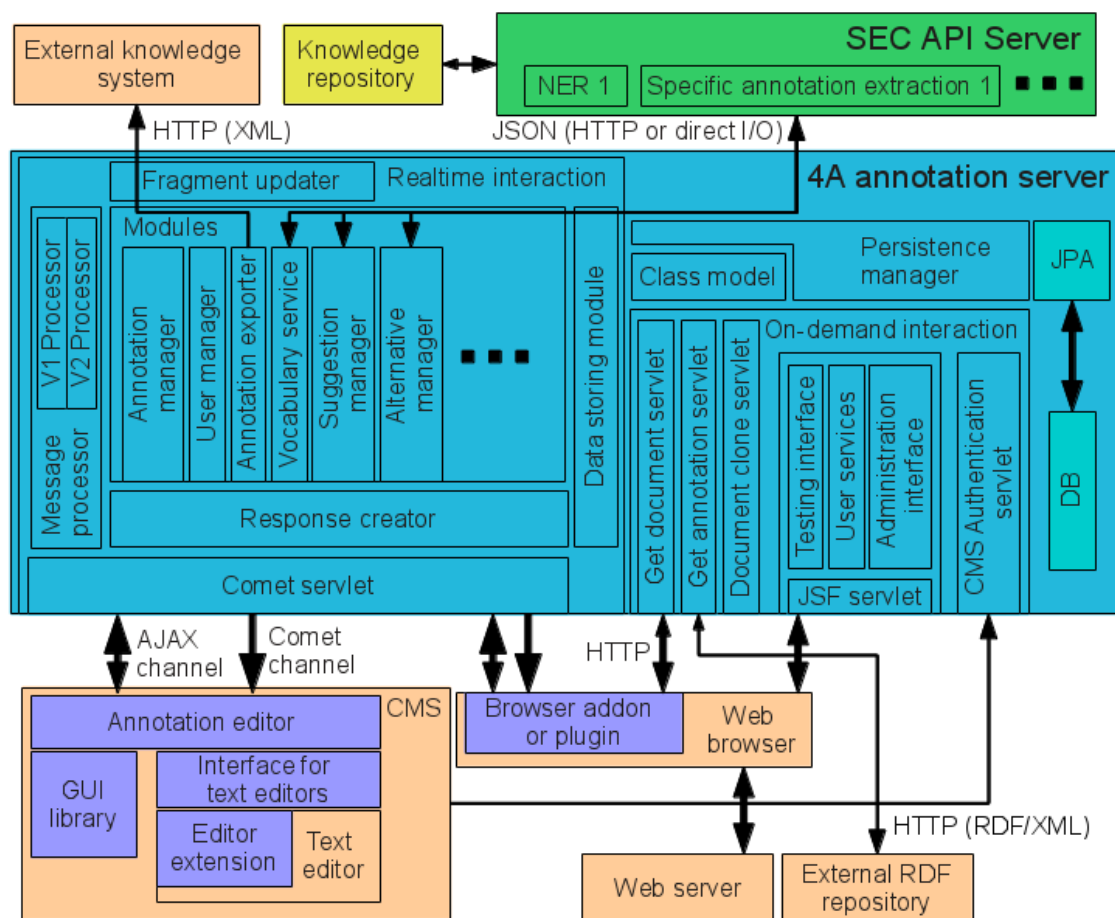 External knowledge
system
Knowledge
repository
SEC API Server
NER 1
Specific annotation extraction 1
HTTP (XML)
JSON (HTTP or direct I/O)
4A annotation server
Fragment updater
Realtime interaction
Modules
V1 Processor
V2 Processor
Message
processor
Annotation
manager
User manager
Annotation exporter
Vocabulary service
Suggestion
manager
Alternative
manager
Data storing module
Response creator
Comet servlet
Persistence
manager
Class model
JPA
DB
On-demand interaction
Get document servlet
Get annotation servlet
Document clone servlet
Testing interface
User services
Administration
interface
JSF servlet
CMS Authentication
servlet
AJAX
channel
Comet
channel
HTTP
CMS
Annotation editor
GUI
library
Interface for
text editors
Editor
extension
Text
editor
Browser addon
or plugin
Web
browser
HTTP (RDF/XML)
Web server
External RDF
repository